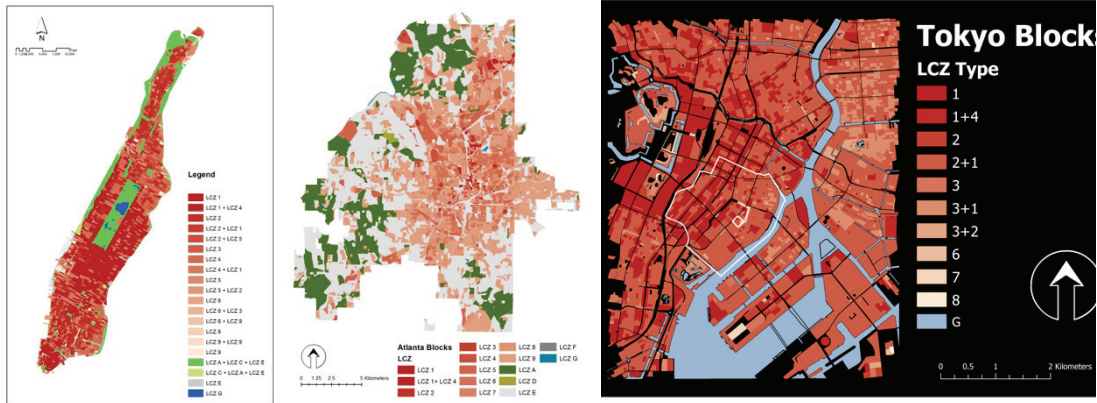 N
Legend
LCZ 1
LCZ 1 + LCZ 4
LCZ 2
LCZ 2 + LCZ 1
LCZ 2 + LCZ 5
LCZ 3
LCZ 4
LCZ 4 + LCZ 1
LCZ 5
LCZ 5 + LCZ 2
LCZ 6
LCZ 6 + LCZ 3
LCZ 6 + LCZ 9
LCZ 8
LCZ 8 + LCZ 9
LCZ 9
LCZ A + LCZ C + LCZ E
LCZ C + LCZ A + LCZ E
LCZ E
LCZ G
Atlanta Blocks
LCZ
LCZ 1
LCZ 1+ LCZ 4
LCZ 2
LCZ 3
LCZ 4
LCZ 5
LCZ 6
LCZ 7
LCZ 8
LCZ 9
LCZ A
LCZ D
LCZ E
LCZ F
LCZ G
0 1.25 2.5 5 Kilometers
Tokyo Blocks
LCZ Type
1
1+4
2
2+1
3
3+1
3+2
6
7
8
G
0 1 2 Kilometers